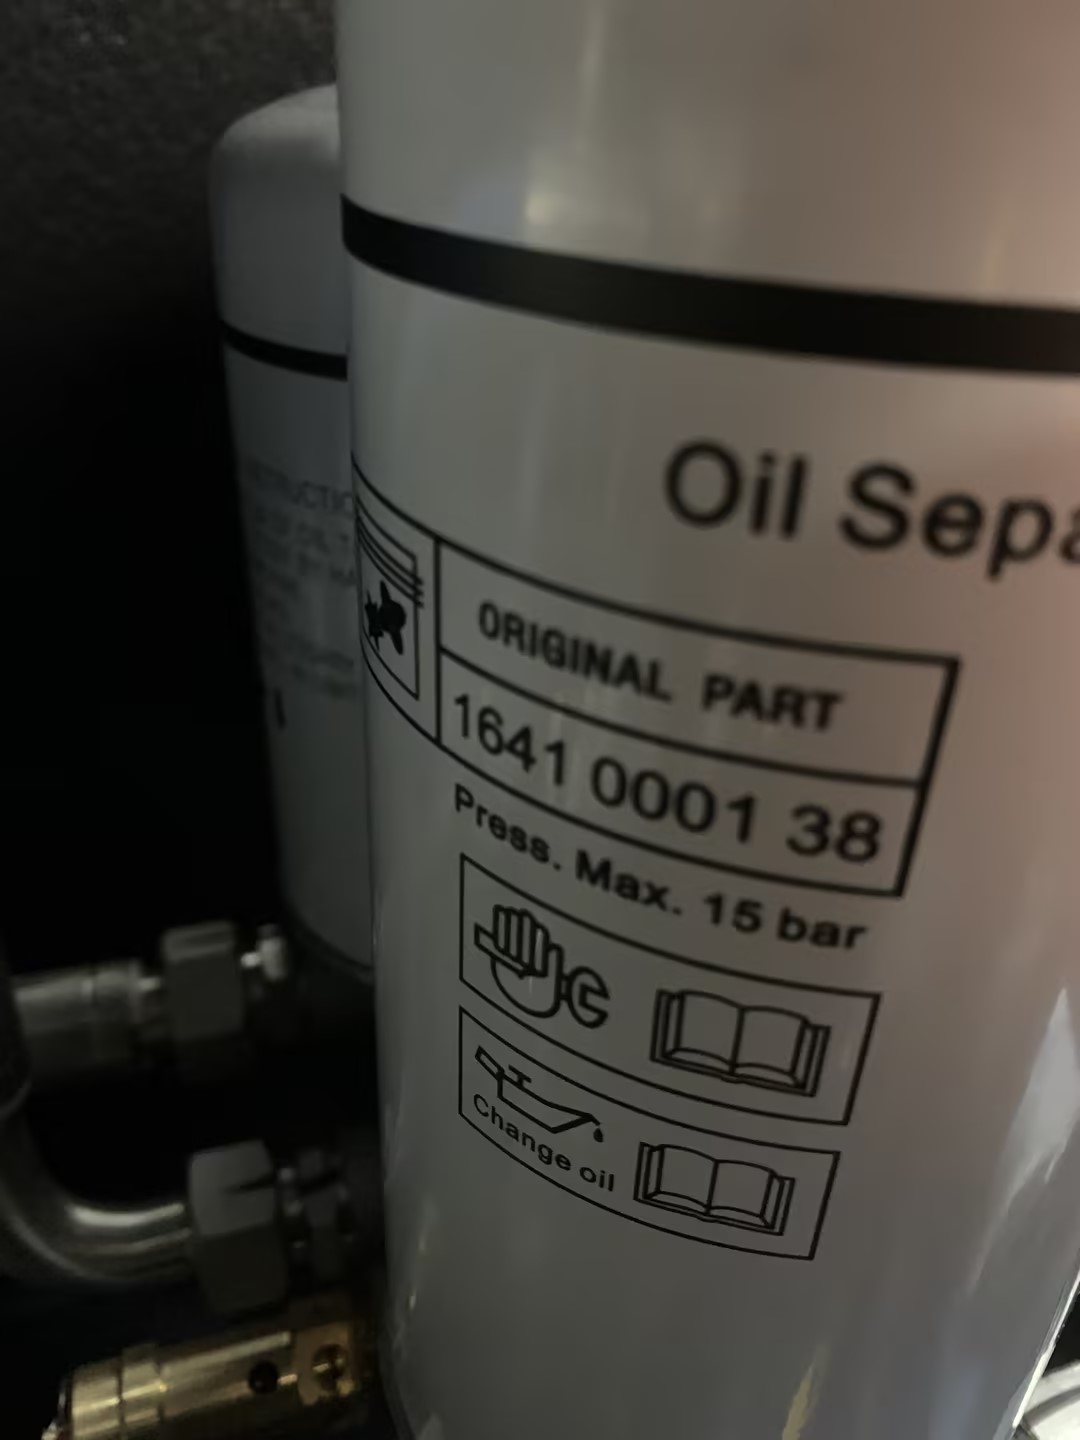 Oil Sepa
ORIGINAL PART
1641 0001 38
Press. Max. 15 bar
Change oil